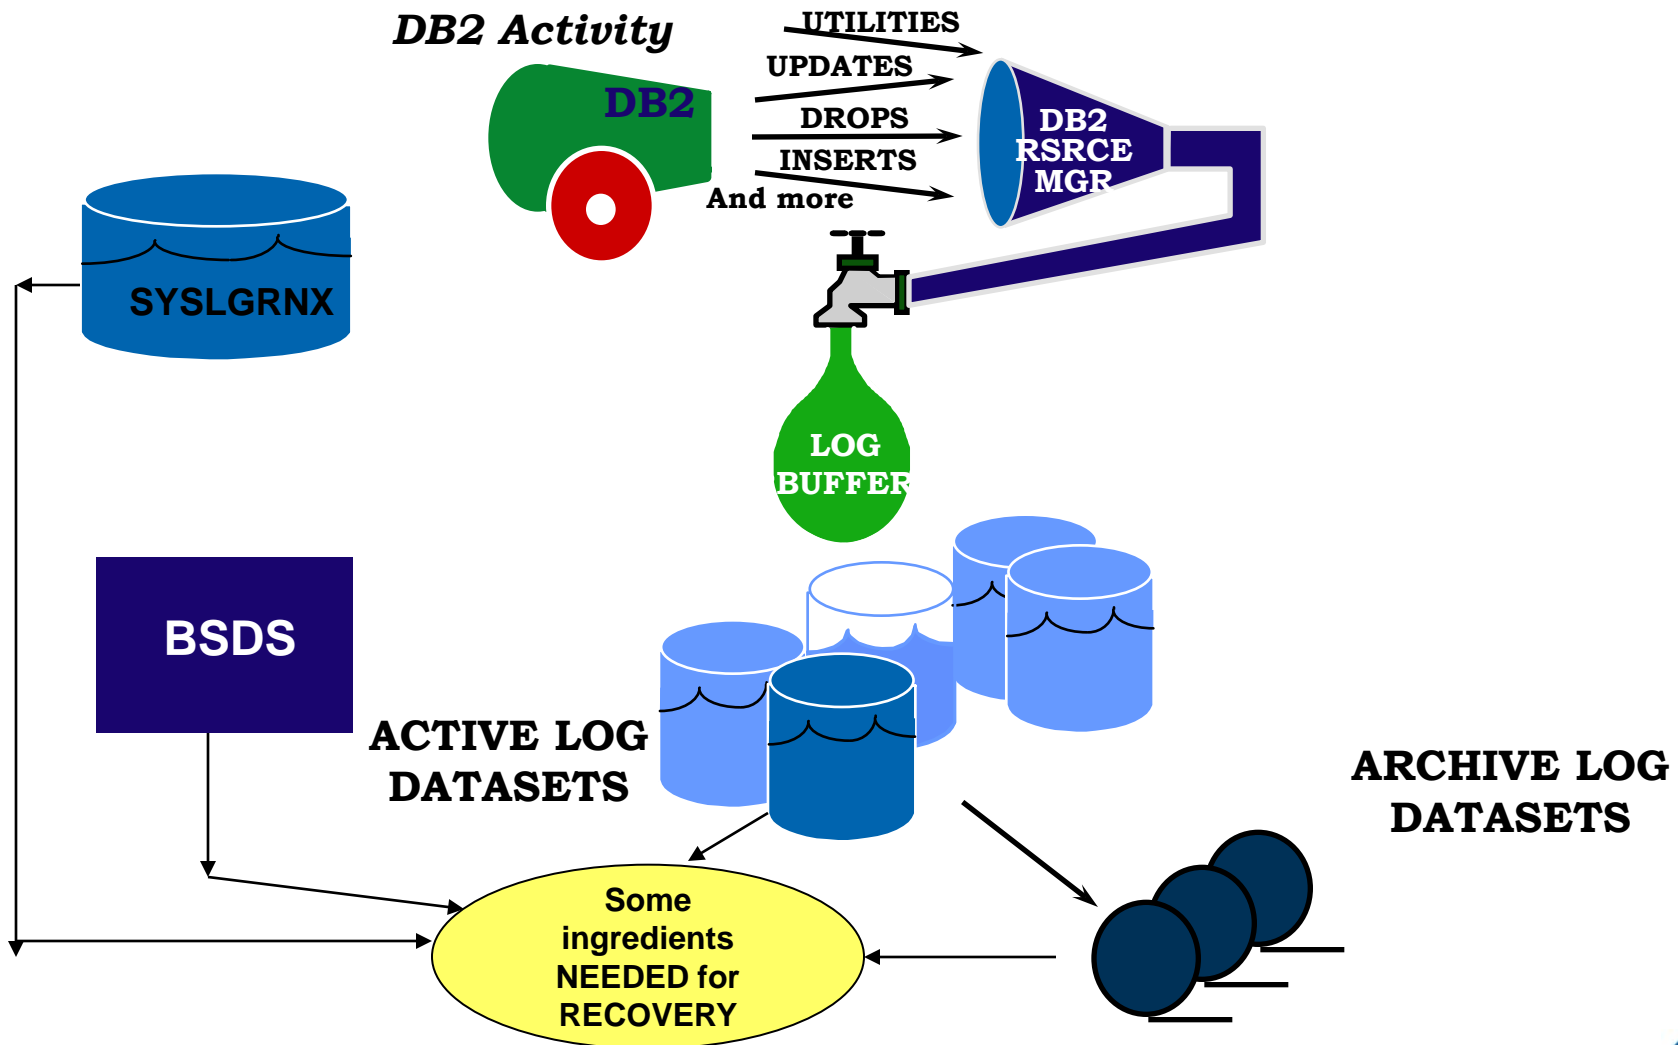 DB2 Activity
UTILITIES
UPDATES
DROPS
INSERTS
And more
DB2
DB2
RSRCE
MGR
SYSLGRNX
LOG
BUFFER
BSDS
ACTIVE LOG
DATASETS
ARCHIVE LOG
DATASETS
Some
ingredients
NEEDED for
RECOVERY